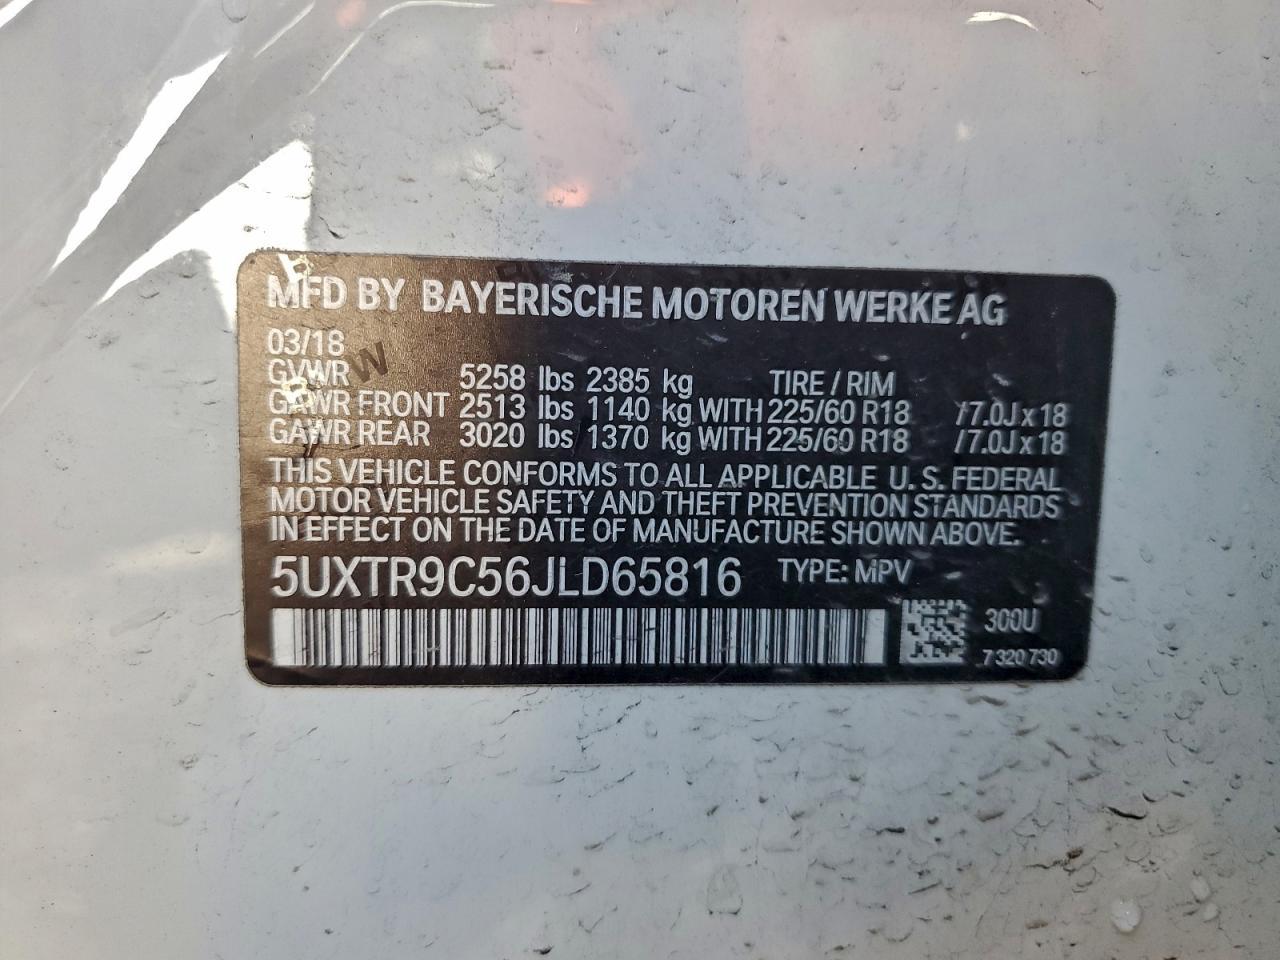 MFD BY BAYERISCHE MOTOREN WERKE AG
03/18
GVWR 5258 lbs 2385 kg TIRE / RIM
GAWR FRONT 2513 lbs 1140 kg WITH 225/60 R18 /7.0J x 18
GAWR REAR 3020 lbs 1370 kg WITH 225/60 R18 /7.0J x 18
THIS VEHICLE CONFORMS TO ALL APPLICABLE U. S. FEDERAL
MOTOR VEHICLE SAFETY AND THEFT PREVENTION STANDARDS
IN EFFECT ON THE DATE OF MANUFACTURE SHOWN ABOVE.
5UXTR9C56JLD65816 TYPE: MPV
300U
7 320 730